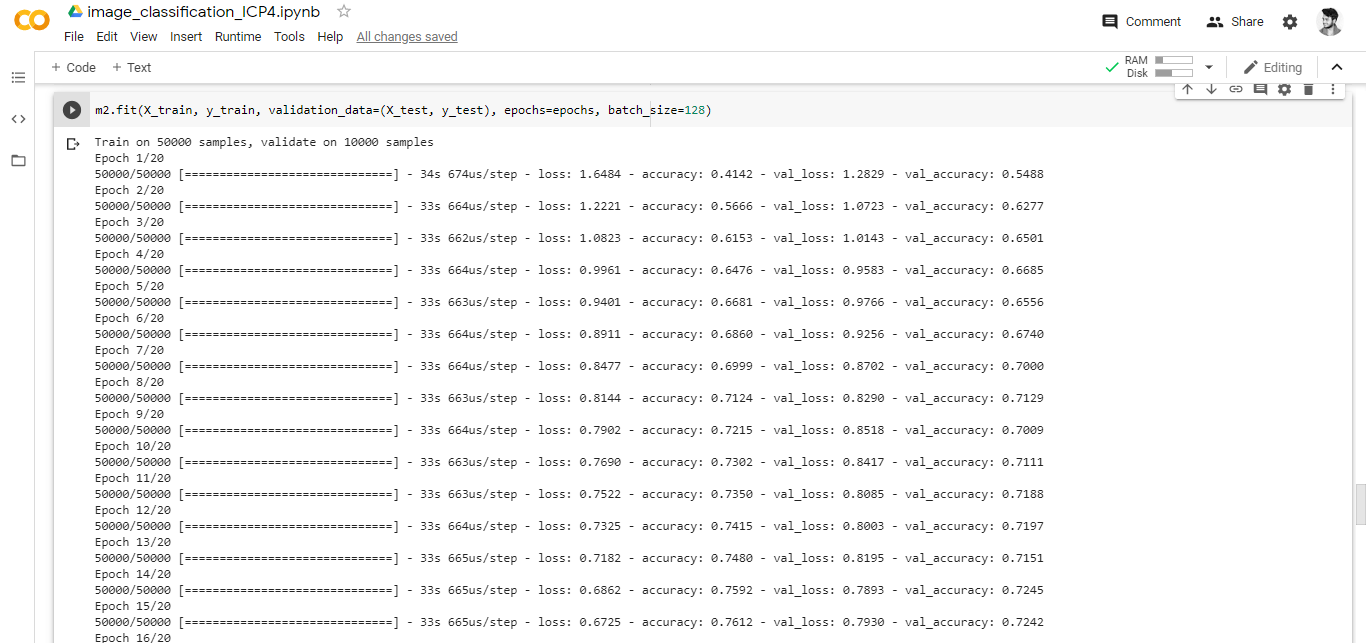 image_classification_ICP4.ipynb
Comment
Share
File Edit View Insert Runtime Tools Help All changes saved
+ Code + Text
RAM
Disk
Editing
m2.fit(X_train, y_train, validation_data=(X_test, y_test), epochs=epochs, batch_size=128)
Train on 50000 samples, validate on 10000 samples
Epoch 1/20
50000/50000 [==============================] - 34s 674us/step - loss: 1.6484 - accuracy: 0.4142 - val_loss: 1.2829 - val_accuracy: 0.5488
Epoch 2/20
50000/50000 [==============================] - 33s 664us/step - loss: 1.2221 - accuracy: 0.5666 - val_loss: 1.0723 - val_accuracy: 0.6277
Epoch 3/20
50000/50000 [==============================] - 33s 662us/step - loss: 1.0823 - accuracy: 0.6153 - val_loss: 1.0143 - val_accuracy: 0.6501
Epoch 4/20
50000/50000 [==============================] - 33s 664us/step - loss: 0.9961 - accuracy: 0.6476 - val_loss: 0.9583 - val_accuracy: 0.6685
Epoch 5/20
50000/50000 [==============================] - 33s 663us/step - loss: 0.9401 - accuracy: 0.6681 - val_loss: 0.9766 - val_accuracy: 0.6556
Epoch 6/20
50000/50000 [==============================] - 33s 664us/step - loss: 0.8911 - accuracy: 0.6860 - val_loss: 0.9256 - val_accuracy: 0.6740
Epoch 7/20
50000/50000 [==============================] - 33s 664us/step - loss: 0.8477 - accuracy: 0.6999 - val_loss: 0.8702 - val_accuracy: 0.7000
Epoch 8/20
50000/50000 [==============================] - 33s 663us/step - loss: 0.8144 - accuracy: 0.7124 - val_loss: 0.8290 - val_accuracy: 0.7129
Epoch 9/20
50000/50000 [==============================] - 33s 664us/step - loss: 0.7902 - accuracy: 0.7215 - val_loss: 0.8518 - val_accuracy: 0.7009
Epoch 10/20
50000/50000 [==============================] - 33s 663us/step - loss: 0.7690 - accuracy: 0.7302 - val_loss: 0.8417 - val_accuracy: 0.7111
Epoch 11/20
50000/50000 [==============================] - 33s 663us/step - loss: 0.7522 - accuracy: 0.7350 - val_loss: 0.8085 - val_accuracy: 0.7188
Epoch 12/20
50000/50000 [==============================] - 33s 664us/step - loss: 0.7325 - accuracy: 0.7415 - val_loss: 0.8003 - val_accuracy: 0.7197
Epoch 13/20
50000/50000 [==============================] - 33s 665us/step - loss: 0.7182 - accuracy: 0.7480 - val_loss: 0.8195 - val_accuracy: 0.7151
Epoch 14/20
50000/50000 [==============================] - 33s 665us/step - loss: 0.6862 - accuracy: 0.7592 - val_loss: 0.7893 - val_accuracy: 0.7245
Epoch 15/20
50000/50000 [==============================] - 33s 665us/step - loss: 0.6725 - accuracy: 0.7612 - val_loss: 0.7930 - val_accuracy: 0.7242
Epoch 16/20